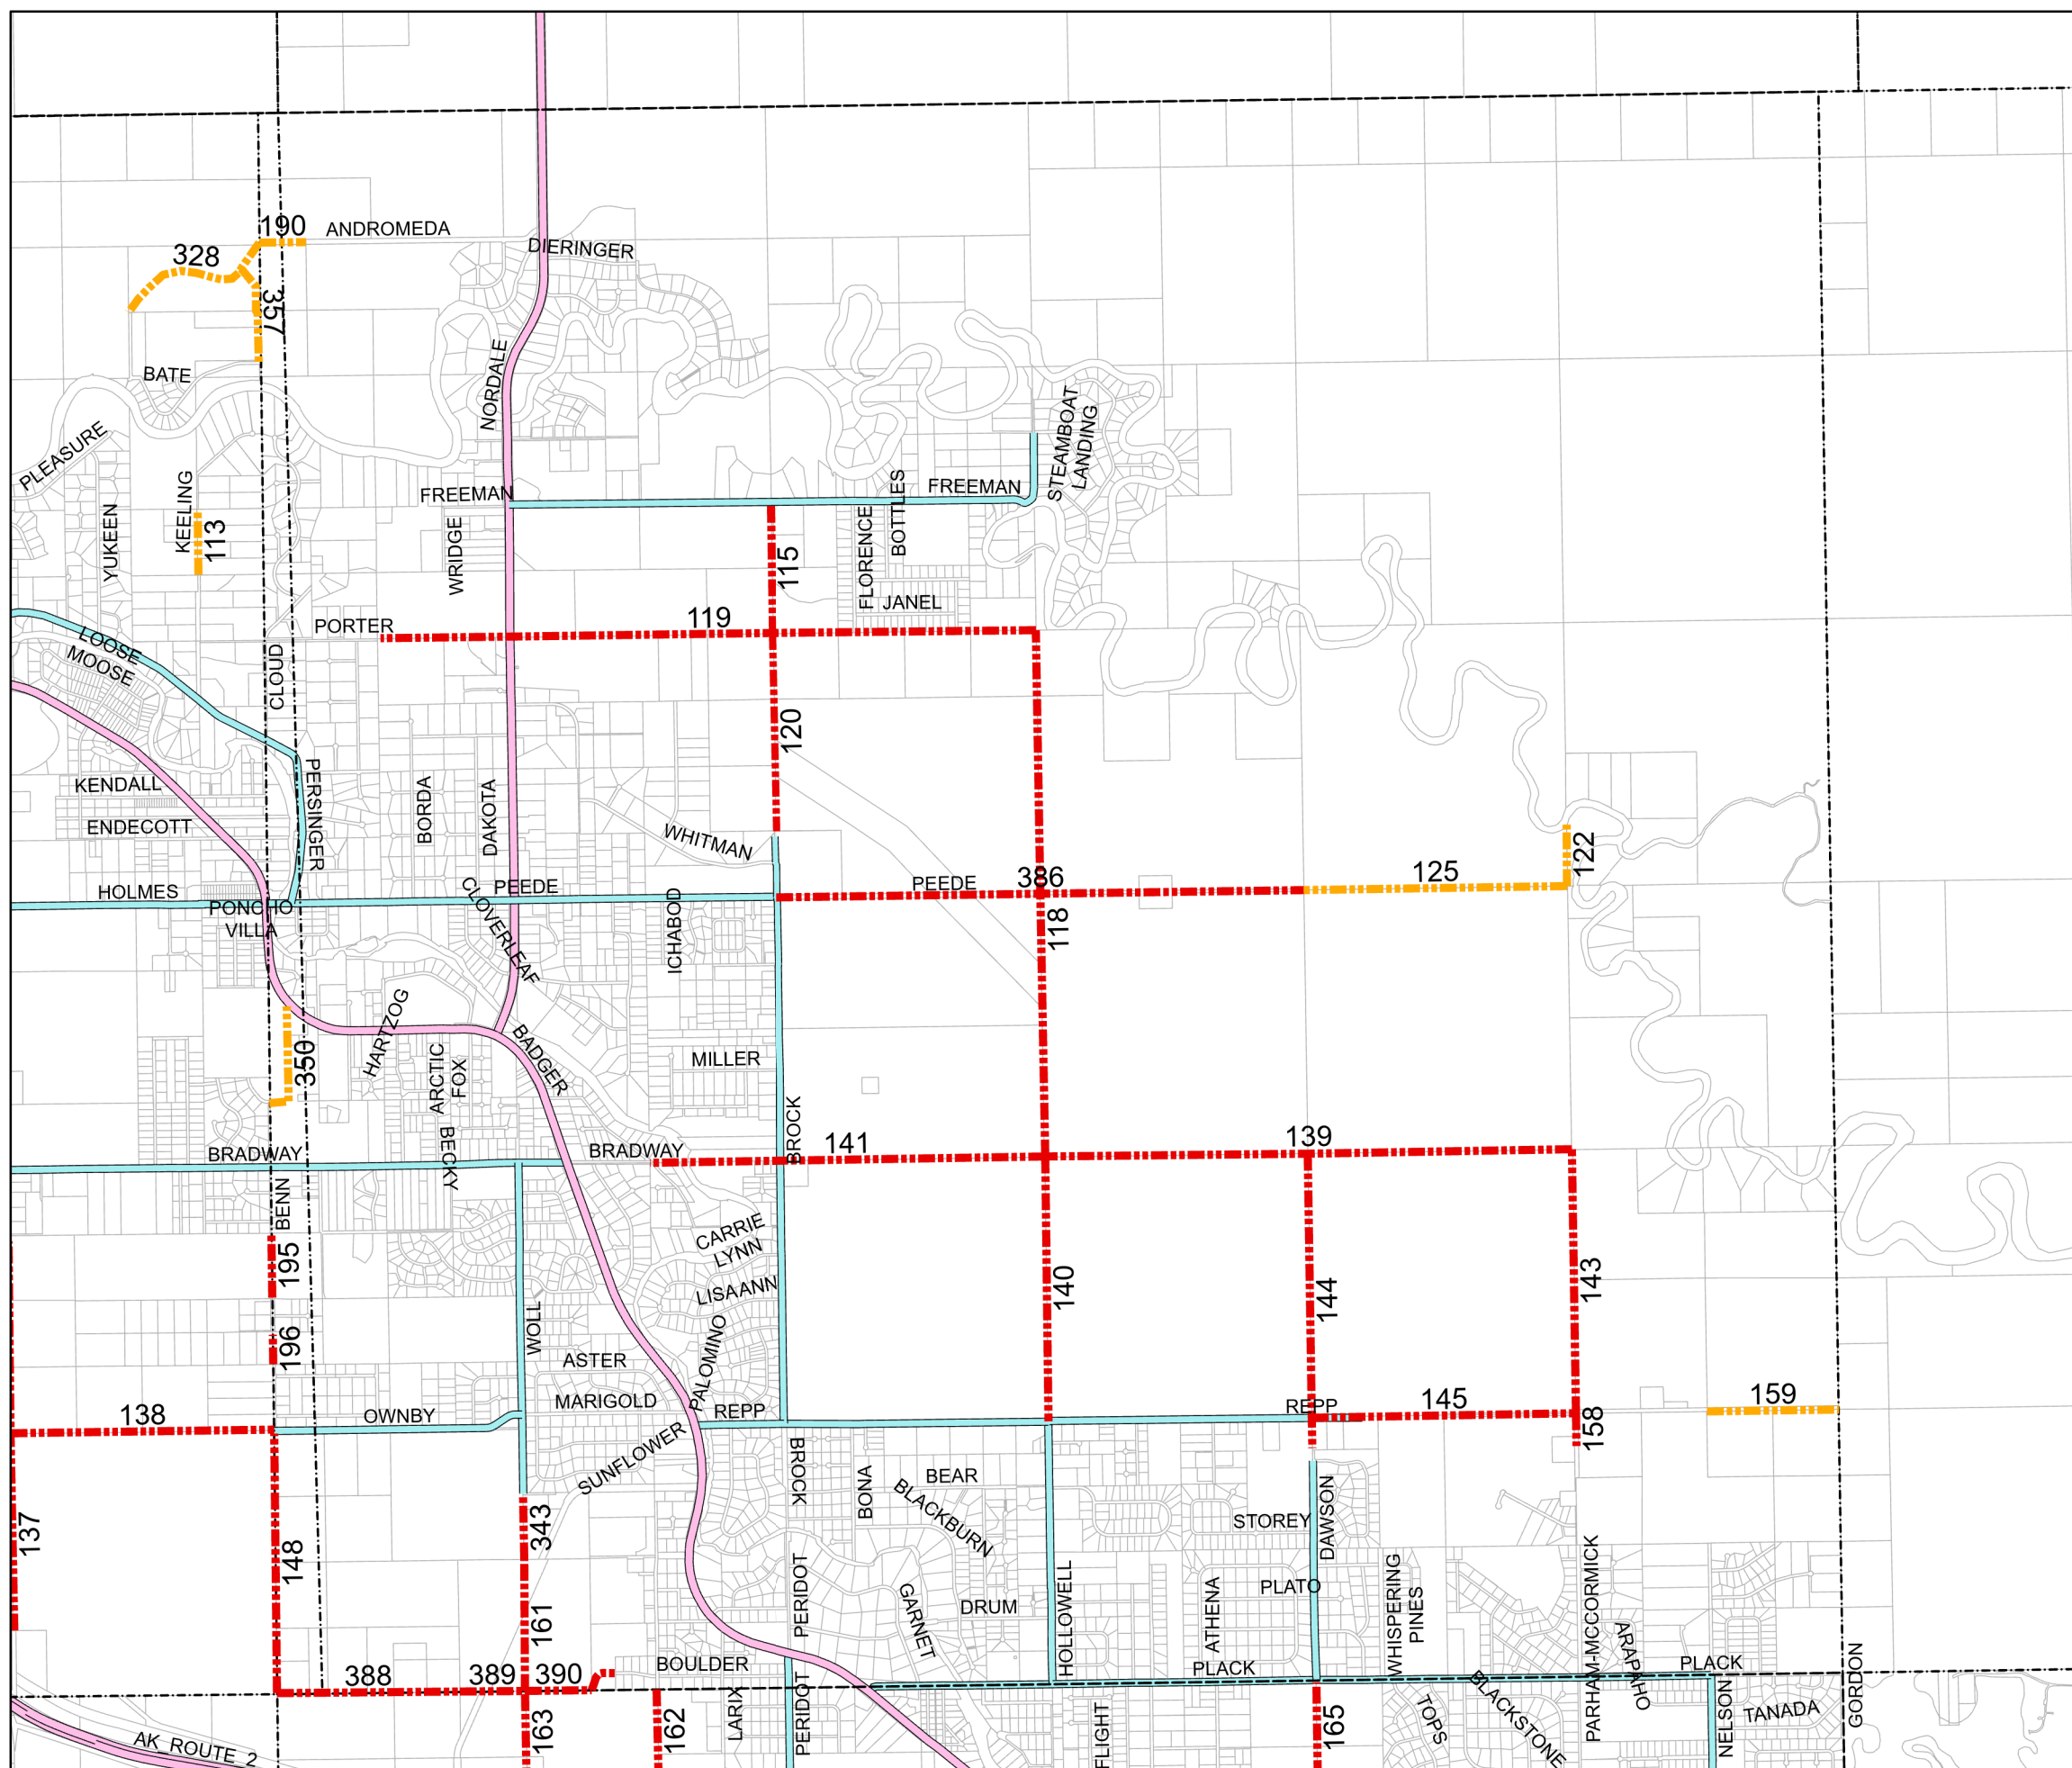 190
ANDROMEDA
328
DIERINGER
357
BATE
NORDALE
STEAMBOAT
LANDING
PLEASURE
FREEMAN
FREEMAN
KEELING
YUKEEN
113
WRIDGE
BOTTLES
FLORENCE
115
JANEL
PORTER
119
LOOSE
MOOSE
CLOUD
120
KENDALL
PERSINGER
BORDA
DAKOTA
ENDECOTT
WHITMAN
122
HOLMES
PEEDE
PEEDE
386
125
PONCHO
VILLA
CLOVERLEAF
ICHABOD
118
350
HARTZOG
ARCTIC
FOX
BADGER
MILLER
BROCK
BRADWAY
BECKY
BRADWAY
141
139
BENN
195
CARRIE
LYNN
LISAANN
140
144
143
196
WOLL
ASTER
PALOMINO
MARIGOLD
138
OWNBY
REPP
REPP
145
159
158
SUNFLOWER
BROCK
BONA
BEAR
BLACKBURN
137
148
343
STOREY
DAWSON
161
PERIDOT
GARNET
DRUM
HOLLOWELL
ATHENA
PLATO
WHISPERING
PINES
PARHAM-MCCORMICK
ARAPAHO
388
389
390
BOULDER
PLACK
PLACK
GORDON
AK_ROUTE_2
163
162
LARIX
PERIDOT
FLIGHT
165
TOPS
BLACKSTONE
NELSON
TANADA